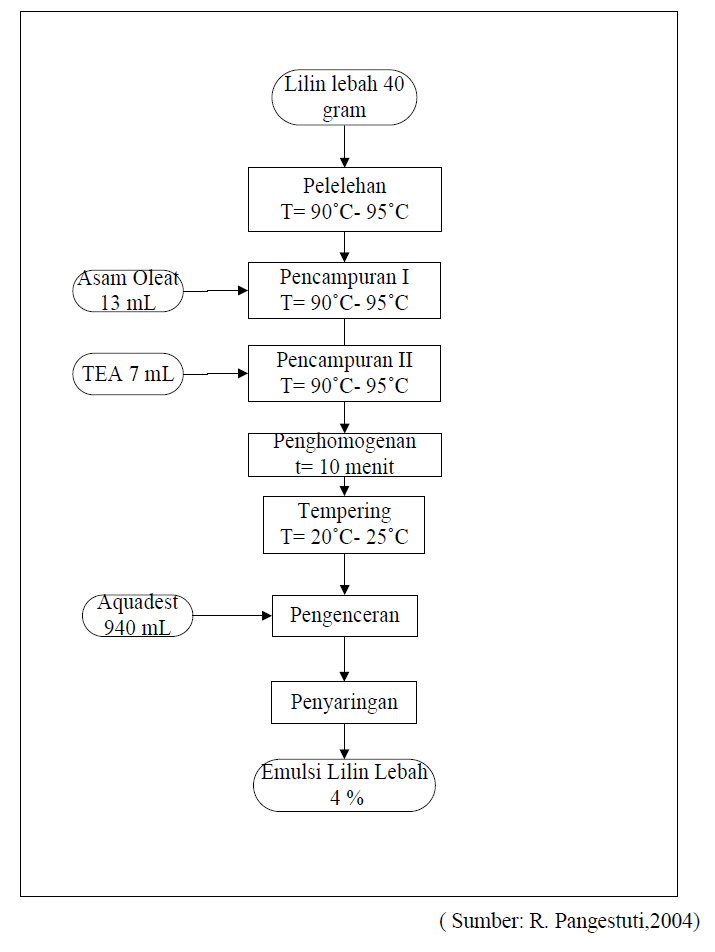 Lilin lebah 40
gram
Pelelehan
T= 90˚C- 95˚C
Asam Oleat
13 mL
Pencampuran I
T= 90˚C- 95˚C
TEA 7 mL
Pencampuran II
T= 90˚C- 95˚C
Penghomogenan
t= 10 menit
Tempering
T= 20˚C- 25˚C
Aquadest
940 mL
Pengenceran
Penyaringan
Emulsi Lilin Lebah
4 %
( Sumber: R. Pangestuti,2004)